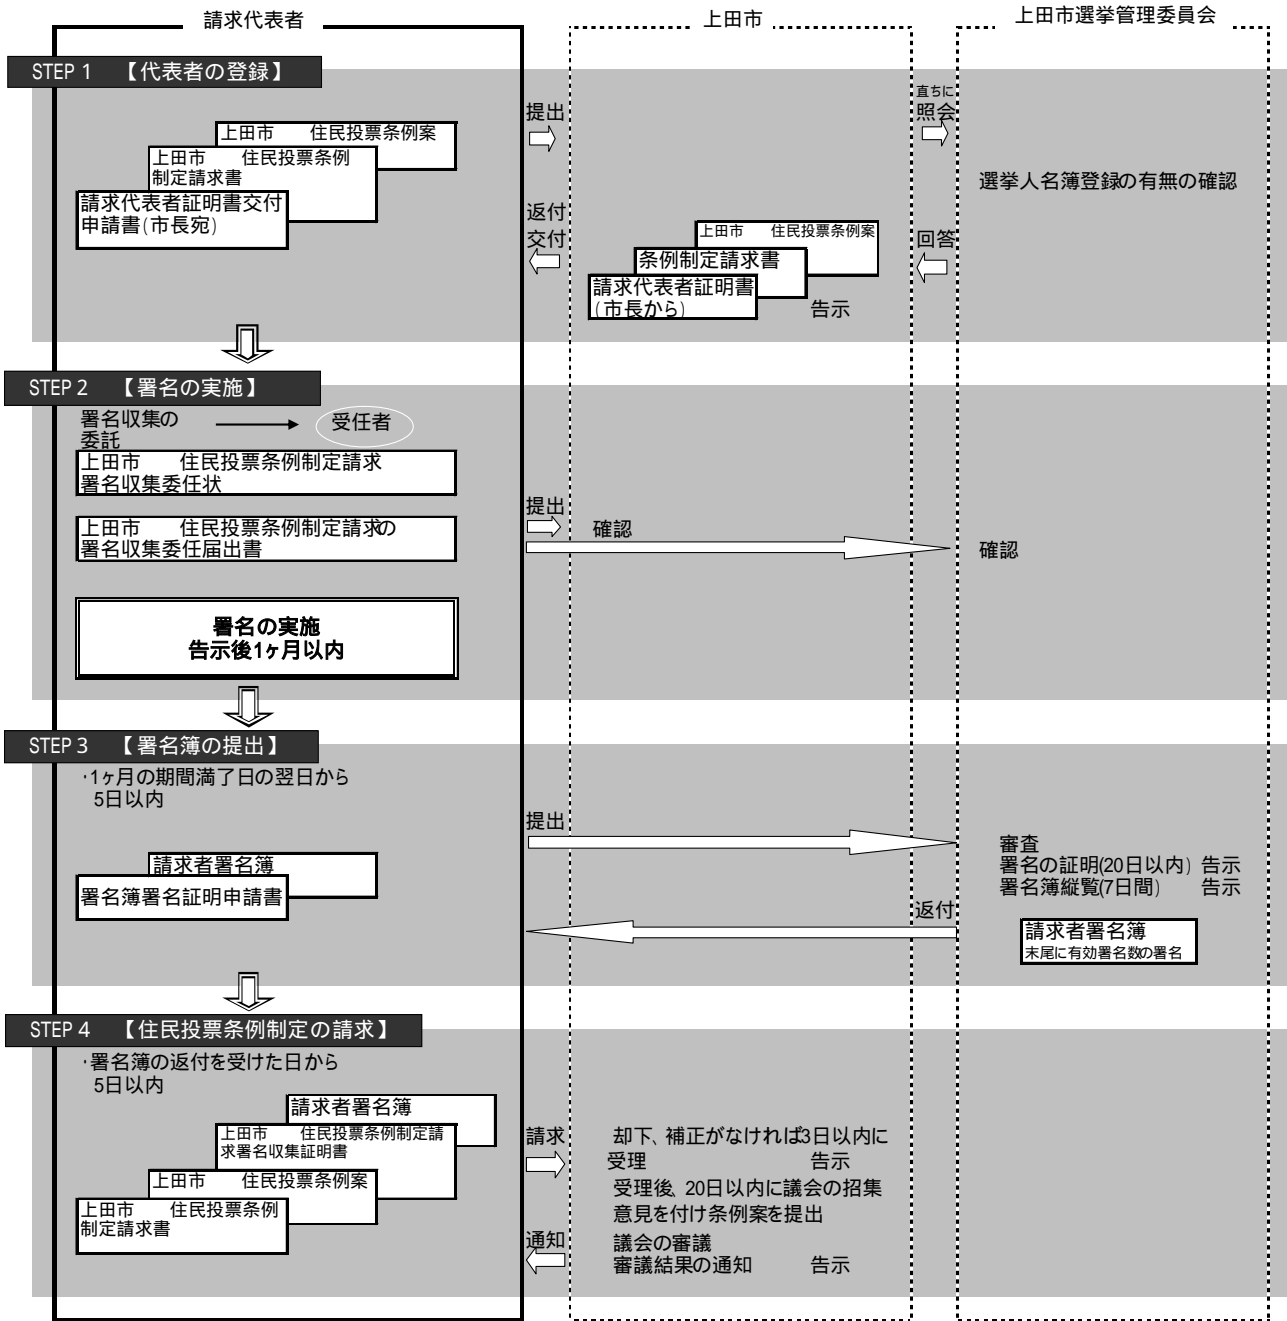 請求代表者
上田市
上田市選挙管理委員会
STEP 1 【代表者の登録】
上田市　　住民投票条例案
上田市　　住民投票条例
制定請求書
請求代表者証明書交付
申請書(市長宛)
提出
直ちに
照会
選挙人名簿登録の有無の確認
返付
交付
上田市　　住民投票条例案
条例制定請求書
請求代表者証明書
(市長から)
告示
回答
STEP 2 【署名の実施】
署名収集の
委託
受任者
上田市　　住民投票条例制定請求
署名収集委任状
上田市　　住民投票条例制定請求の
署名収集委任届出書
提出
確認
確認
署名の実施
告示後1ヶ月以内
STEP 3 【署名簿の提出】
・1ヶ月の期間満了日の翌日から
5日以内
請求者署名簿
署名簿署名証明申請書
提出
審査
署名の証明(20日以内) 告示
署名簿縦覧(7日間) 告示
返付
請求者署名簿
末尾に有効署名数の署名
STEP 4 【住民投票条例制定の請求】
・署名簿の返付を受けた日から
5日以内
請求者署名簿
上田市　　住民投票条例制定請
求署名収集証明書
上田市　　住民投票条例案
上田市　　住民投票条例
制定請求書
請求
却下、補正がなければ3日以内に
受理　　告示
受理後、20日以内に議会の招集
意見を付け条例案を提出
通知
議会の審議
審議結果の通知　　告示